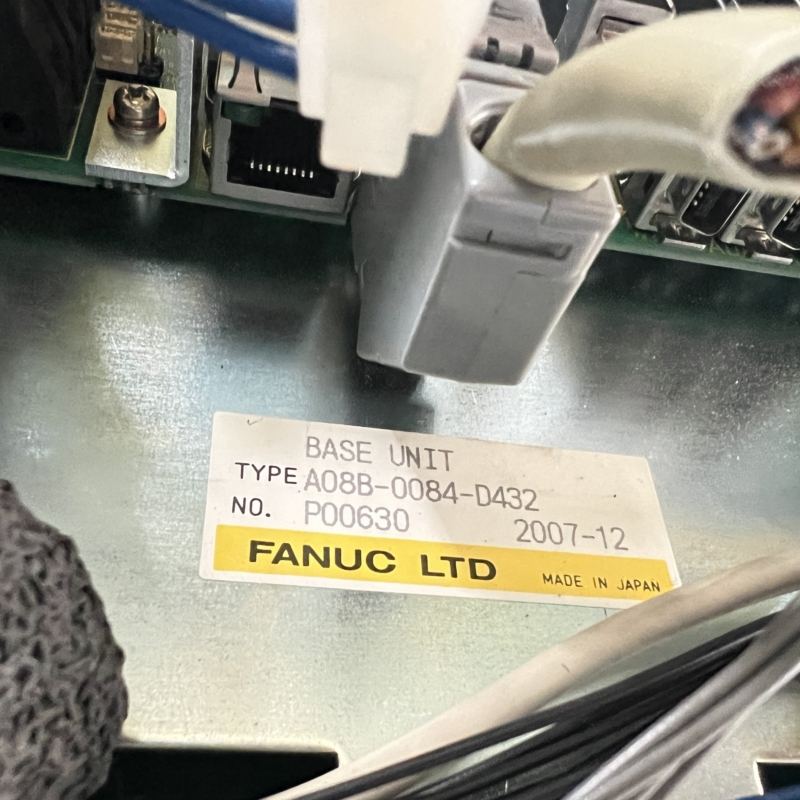 BASE UNIT
TYPE A08B-0084-D432
NO. P00630 2007-12
FANUC LTD MADE IN JAPAN